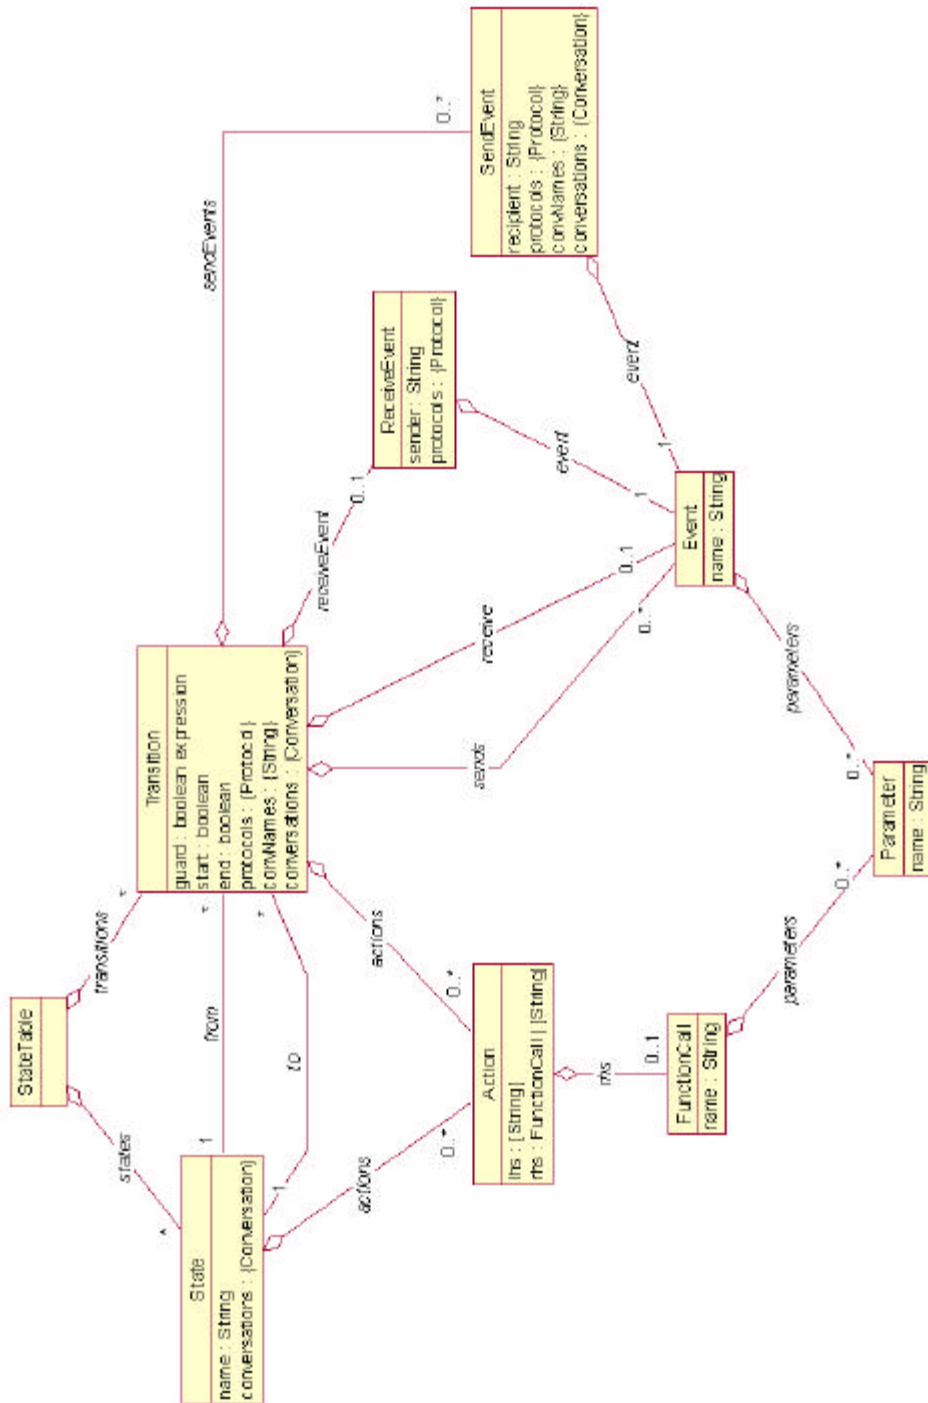 StateTable
states
*
transitions
*
State
name : String
conversations : {Conversation}
1
from
*
1
to
*
Transition
guard : boolean expression
start : boolean
end : boolean
protocols : {Protocol}
convNames : {String}
conversations : {Conversation}
sendEvents
0..*
receiveEvent
0..1
ReceiveEvent
sender : String
protocols : {Protocol}
SendEvent
recipient : String
protocols : {Protocol}
convNames : {String}
conversations : {Conversation}
actions
0..*
actions
0..*
sends
0..*
receive
0..1
event
1
event
1
Action
lhs : [String]
rhs : FunctionCall | [String]
rhs
0..1
Event
name : String
FunctionCall
name : String
parameters
0..*
parameters
0..*
Parameter
name : String